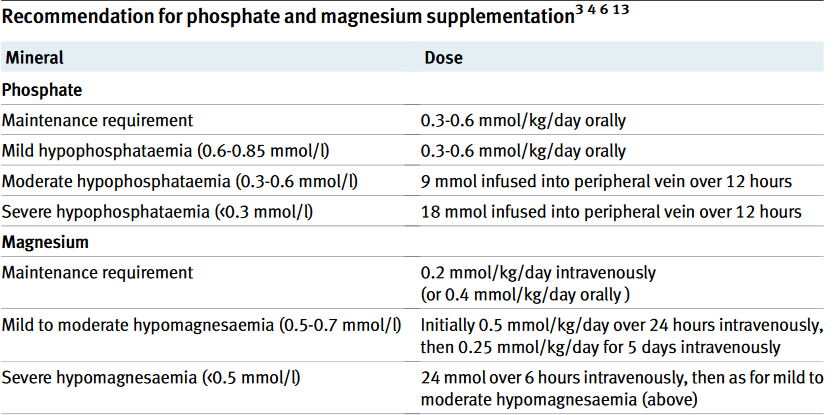 Recommendation for phosphate and magnesium supplementation3 4 6 13
Mineral Dose
Phosphate
Maintenance requirement 0.3-0.6 mmol/kg/day orally
Mild hypophosphataemia (0.6-0.85 mmol/l) 0.3-0.6 mmol/kg/day orally
Moderate hypophosphataemia (0.3-0.6 mmol/l) 9 mmol infused into peripheral vein over 12 hours
Severe hypophosphataemia (<0.3 mmol/l) 18 mmol infused into peripheral vein over 12 hours
Magnesium
Maintenance requirement 0.2 mmol/kg/day intravenously
(or 0.4 mmol/kg/day orally )
Mild to moderate hypomagnesaemia (0.5-0.7 mmol/l) Initially 0.5 mmol/kg/day over 24 hours intravenously,
then 0.25 mmol/kg/day for 5 days intravenously
Severe hypomagnesaemia (<0.5 mmol/l) 24 mmol over 6 hours intravenously, then as for mild to
moderate hypomagnesaemia (above)